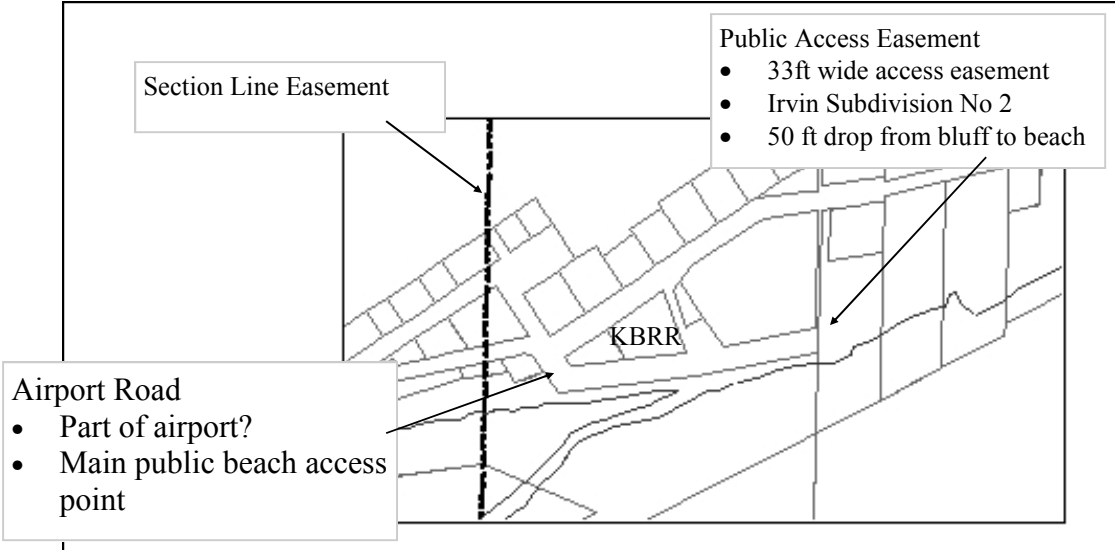 Public Access Easement
• 33ft wide access easement
• Irvin Subdivision No 2
• 50 ft drop from bluff to beach
Section Line Easement
KBRR
Airport Road
• Part of airport?
• Main public beach access
point